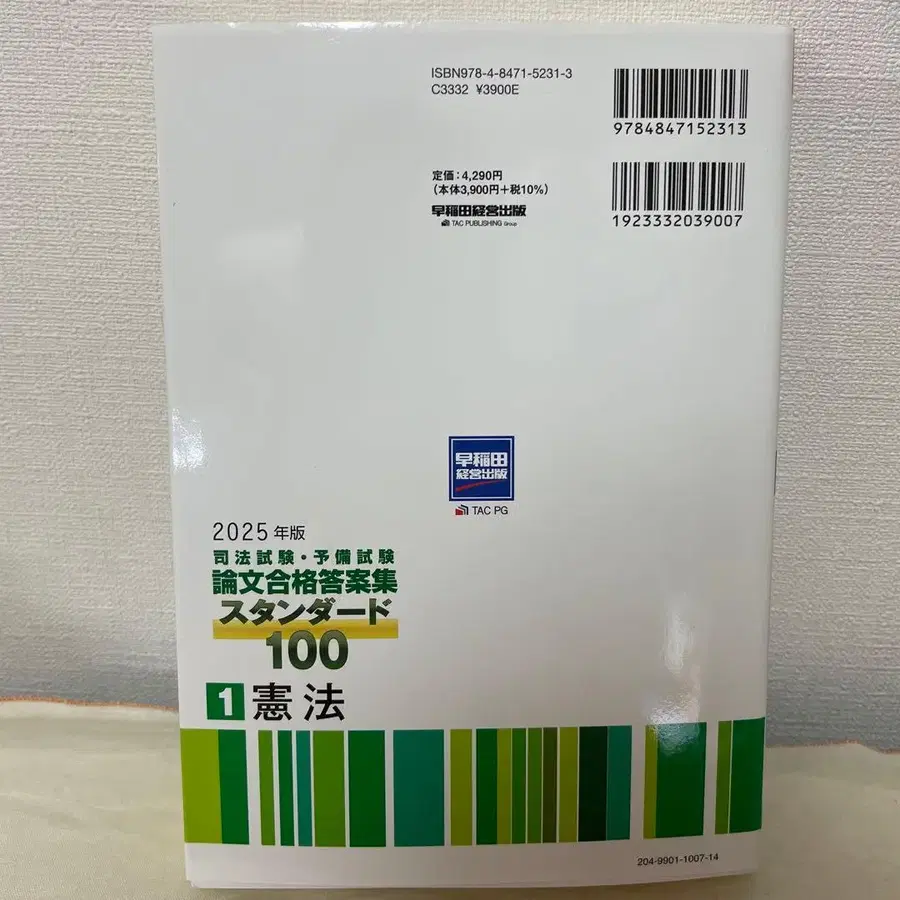 ISBN978-4-8471-5231-3
C3332 ¥3900E
9784847152313
定価:4,290円
(本体3,900円+税10%)
早稲田経営出版
TAC PUBLISHING Group
1923332039007
早稲田
経営出版
TAC PG
2025年版
司法試験・予備試験
論文合格答案集
スタンダード
100
1 憲法
204-9901-1007-14